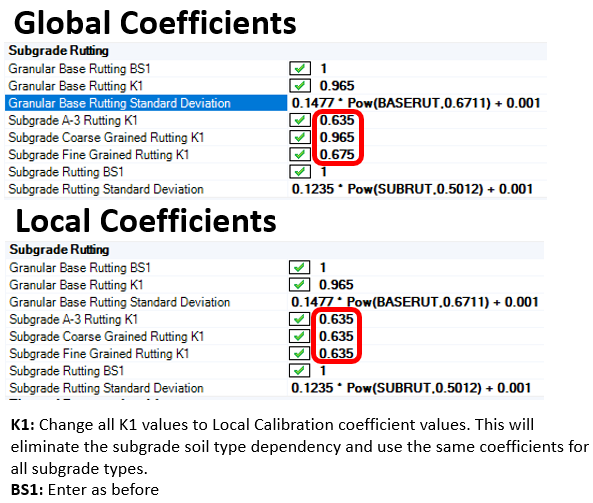 Global Coefficients
Subgrade Rutting
Granular Base Rutting BS1 1
Granular Base Rutting K1 0.965
Granular Base Rutting Standard Deviation 0.1477 * Pow(BASERUT,0.6711) + 0.001
Subgrade A-3 Rutting K1 0.635
Subgrade Coarse Grained Rutting K1 0.965
Subgrade Fine Grained Rutting K1 0.675
Subgrade Rutting BS1 1
Subgrade Rutting Standard Deviation 0.1235 * Pow(SUBRUT,0.5012) + 0.001
Local Coefficients
Subgrade Rutting
Granular Base Rutting BS1 1
Granular Base Rutting K1 0.965
Granular Base Rutting Standard Deviation 0.1477 * Pow(BASERUT,0.6711) + 0.001
Subgrade A-3 Rutting K1 0.635
Subgrade Coarse Grained Rutting K1 0.635
Subgrade Fine Grained Rutting K1 0.635
Subgrade Rutting BS1 1
Subgrade Rutting Standard Deviation 0.1235 * Pow(SUBRUT,0.5012) + 0.001
K1: Change all K1 values to Local Calibration coefficient values. This will
eliminate the subgrade soil type dependency and use the same coefficients for
all subgrade types.
BS1: Enter as before